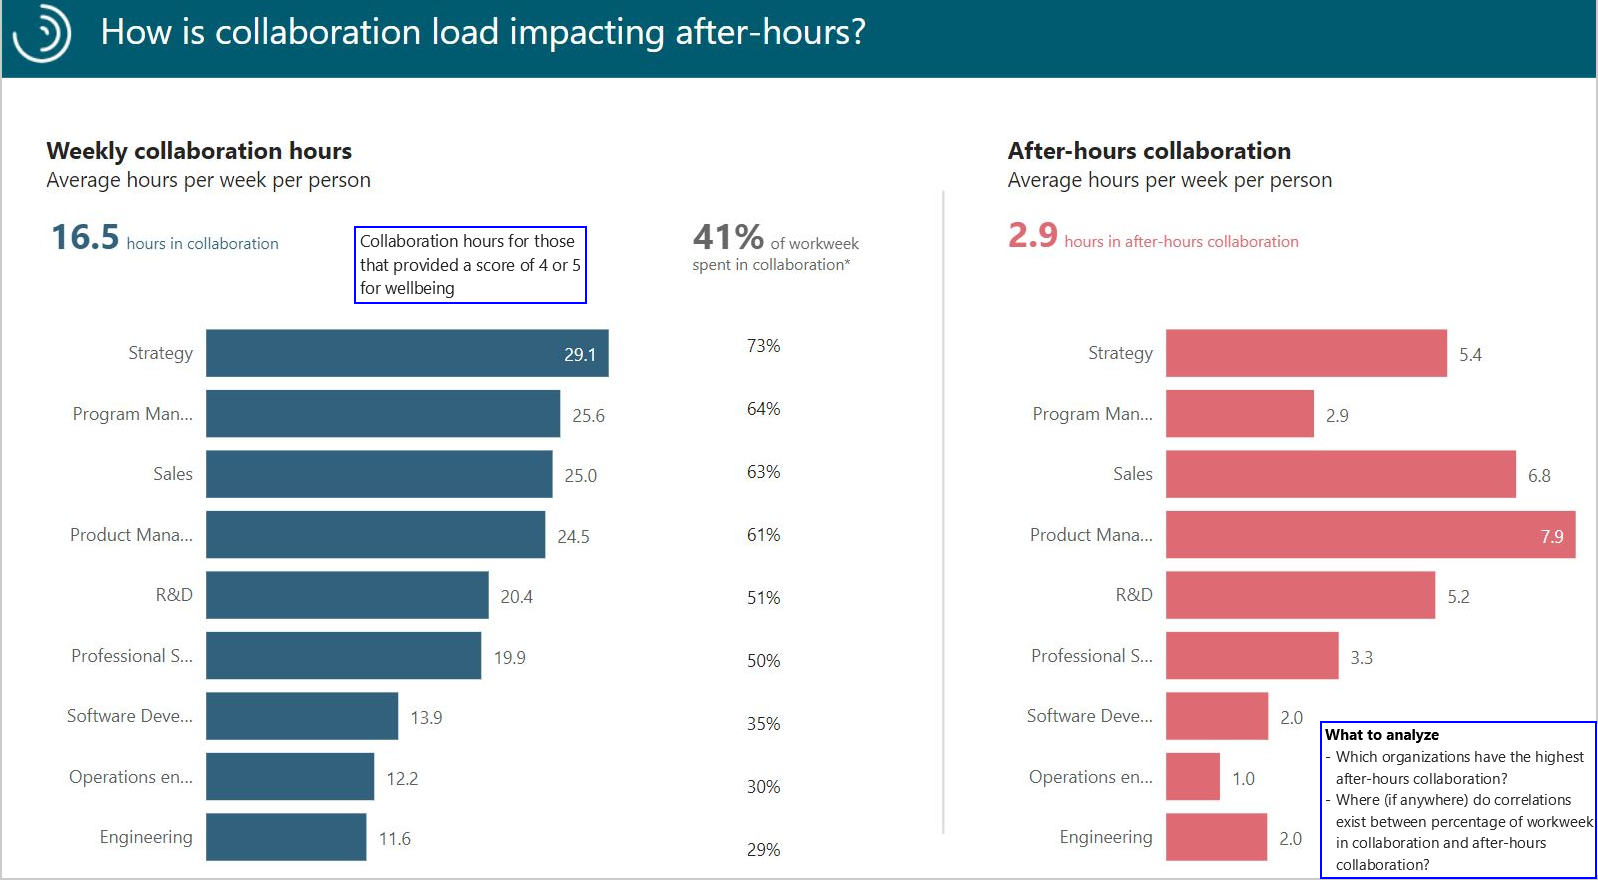 How is collaboration load impacting after-hours?
Weekly collaboration hours
Average hours per week per person
16.5 hours in collaboration
Collaboration hours for those
that provided a score of 4 or 5
for wellbeing
41% of workweek
spent in collaboration*
Strategy 29.1 73%
Program Man... 25.6 64%
Sales 25.0 63%
Product Mana... 24.5 61%
R&D 20.4 51%
Professional S... 19.9 50%
Software Deve... 13.9 35%
Operations en... 12.2 30%
Engineering 11.6 29%
After-hours collaboration
Average hours per week per person
2.9 hours in after-hours collaboration
Strategy 5.4
Program Man... 2.9
Sales 6.8
Product Mana... 7.9
R&D 5.2
Professional S... 3.3
Software Deve... 2.0
Operations en... 1.0
Engineering 2.0
What to analyze
- Which organizations have the highest
after-hours collaboration?
- Where (if anywhere) do correlations
exist between percentage of workweek
in collaboration and after-hours
collaboration?